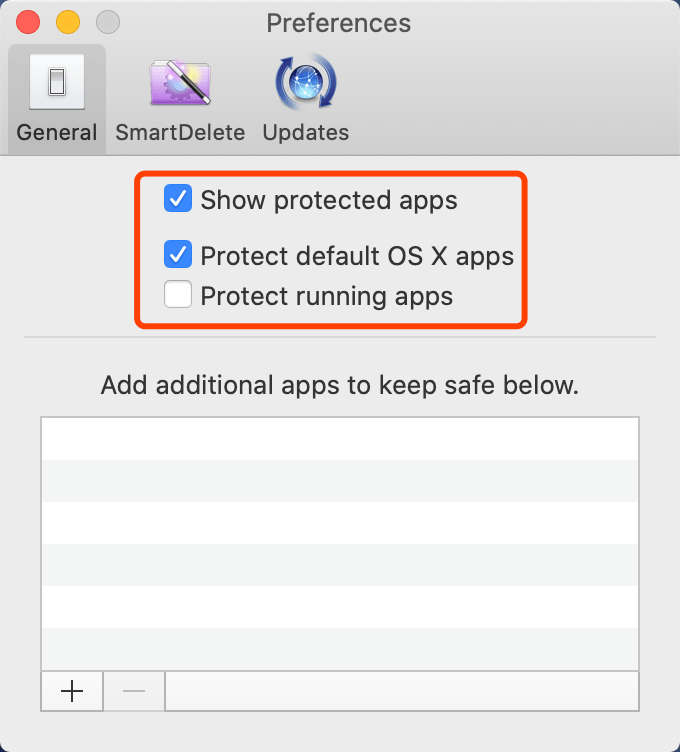 Preferences
General SmartDelete Updates
Show protected apps
Protect default OS X apps
Protect running apps
Add additional apps to keep safe below.